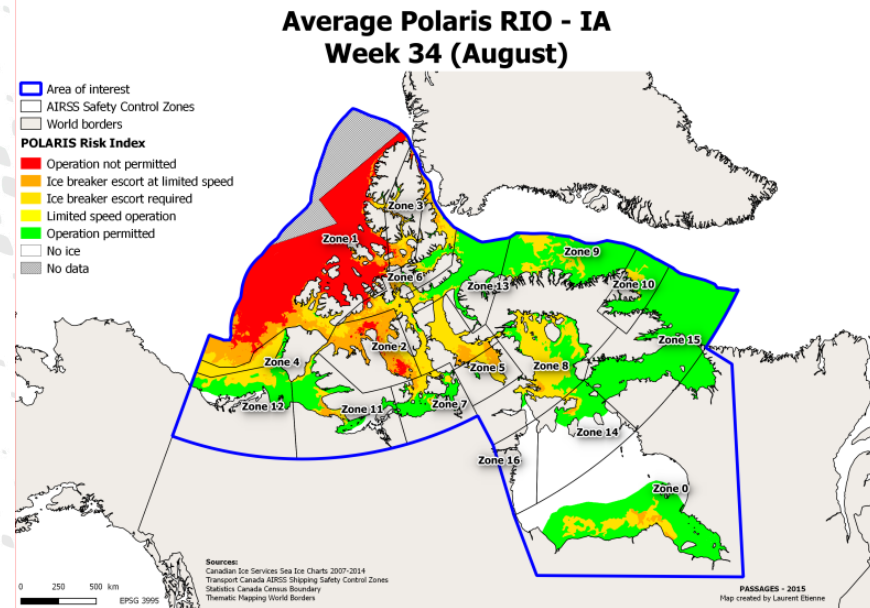 Average Polaris RIO - IA
Week 34 (August)
Area of interest
AIRSS Safety Control Zones
World borders
POLARIS Risk Index
Operation not permitted
Ice breaker escort at limited speed
Ice breaker escort required
Limited speed operation
Operation permitted
No ice
No data
Zone 3
Zone 1
Zone 9
Zone 6
Zone 13
Zone 10
Zone 2
Zone 15
Zone 4
Zone 5
Zone 8
Zone 12
Zone 11
Zone 7
Zone 14
Zone 16
Zone 0
Sources:
Canadian Ice Services Sea Ice Charts 2007-2014
Transport Canada AIRSS Shipping Safety Control Zones
Statistics Canada Census Boundary
Thematic Mapping World Borders
0 250 500 km
EPSG 3995
PASSAGES - 2015
Map created by Laurent Etienne